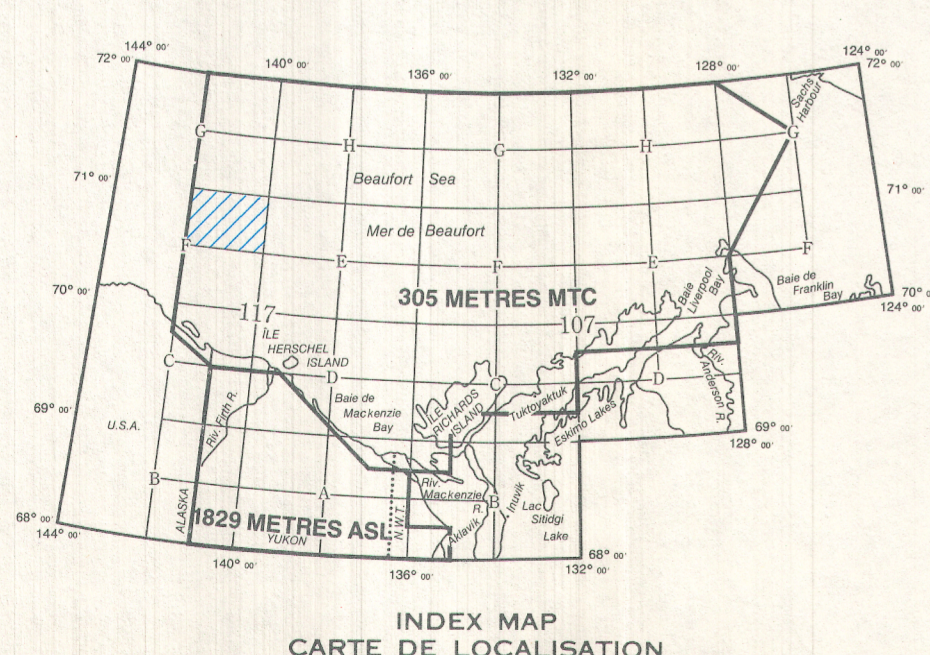 144° 00'
72° 00'
140° 00'
136° 00'
132° 00'
128° 00'
124° 00'
72° 00'
Sachs
Harbour
G
H
G
H
G
71° 00'
Beaufort Sea
71° 00'
Mer de Beaufort
F
E
F
E
F
70° 00'
305 METRES MTC
Baie
Liverpool
Bay
Baie de
Franklin
Bay
70° 00'
124° 00'
117
107
ÎLE
HERSCHEL
ISLAND
C
D
C
D
Riv.
Anderson R.
Baie de
Mackenzie
Bay
ÎLE
RICHARDS
ISLAND
Tuktoyaktuk
Eskimo Lakes
69° 00'
U.S.A.
Riv. Firth R.
69° 00'
128° 00'
B
A
B
Riv.
Mackenzie
R.
Inuvik
Lac
Sitidgi
Lake
ALASKA
1829 METRES ASL
YUKON
N.W.T.
Aklavik
68° 00'
144° 00'
140° 00'
136° 00'
68° 00'
132° 00'
INDEX MAP
CARTE DE LOCALISATION